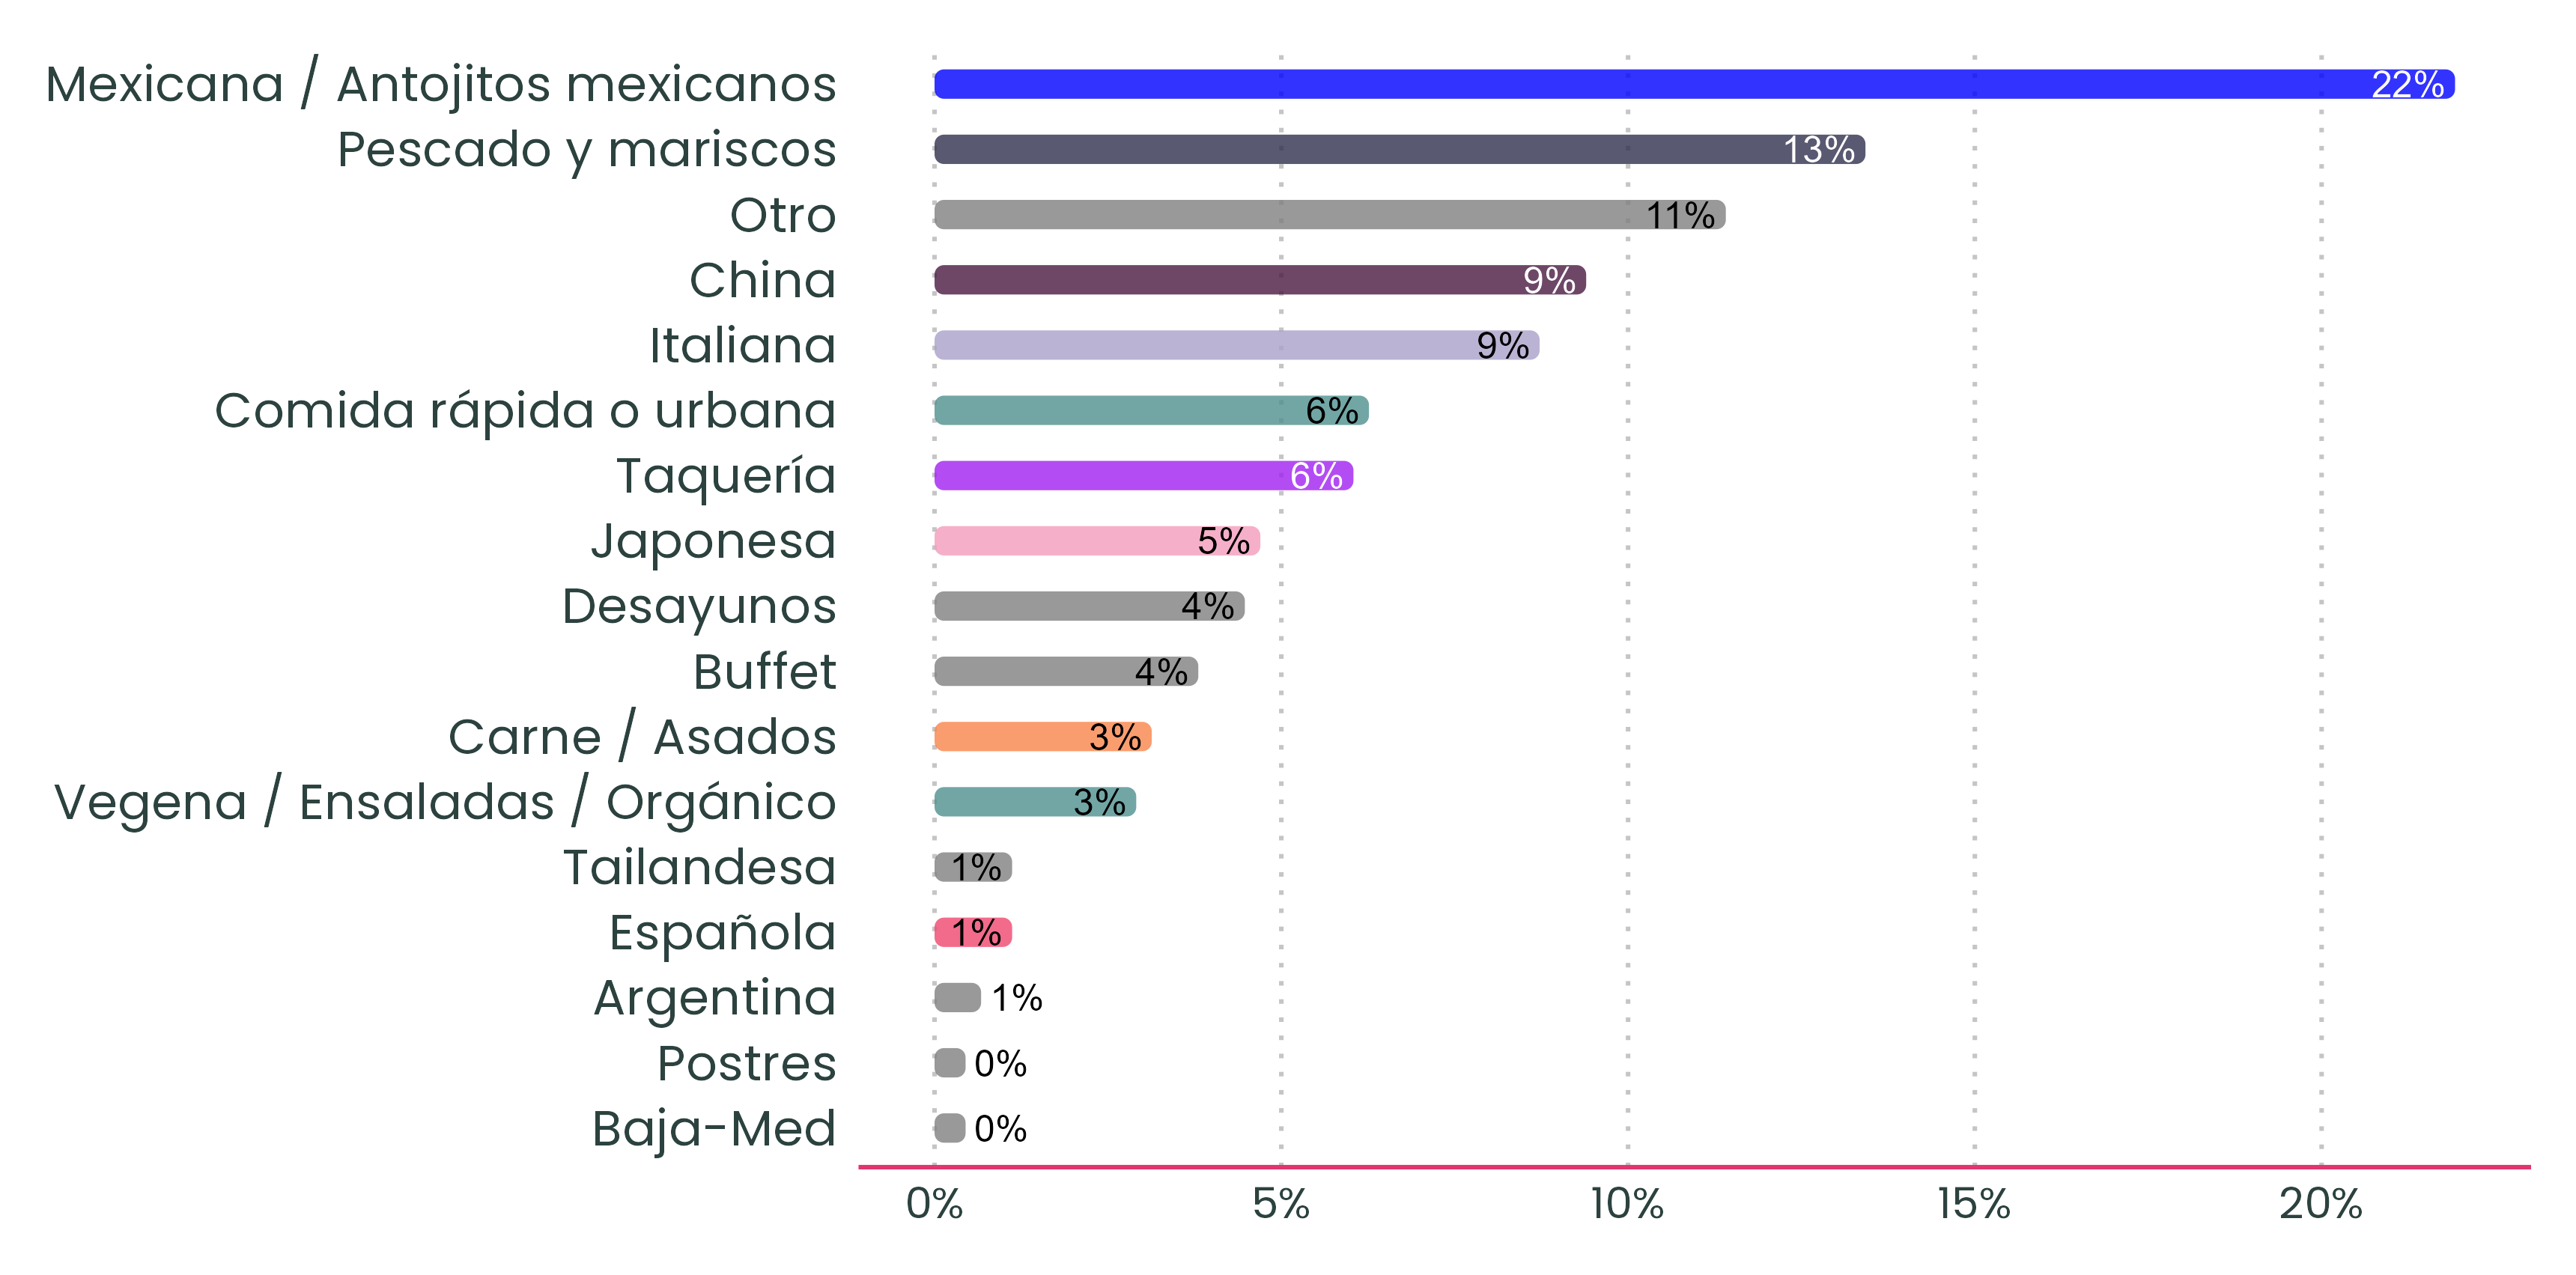 Mexicana / Antojitos mexicanos 22%
Pescado y mariscos 13%
Otro 11%
China 9%
Italiana 9%
Comida rápida o urbana 6%
Taquería 6%
Japonesa 5%
Desayunos 4%
Buffet 4%
Carne / Asados 3%
Vegena / Ensaladas / Orgánico 3%
Tailandesa 1%
Española 1%
Argentina 1%
Postres 0%
Baja-Med 0%
0% 5% 10% 15% 20%